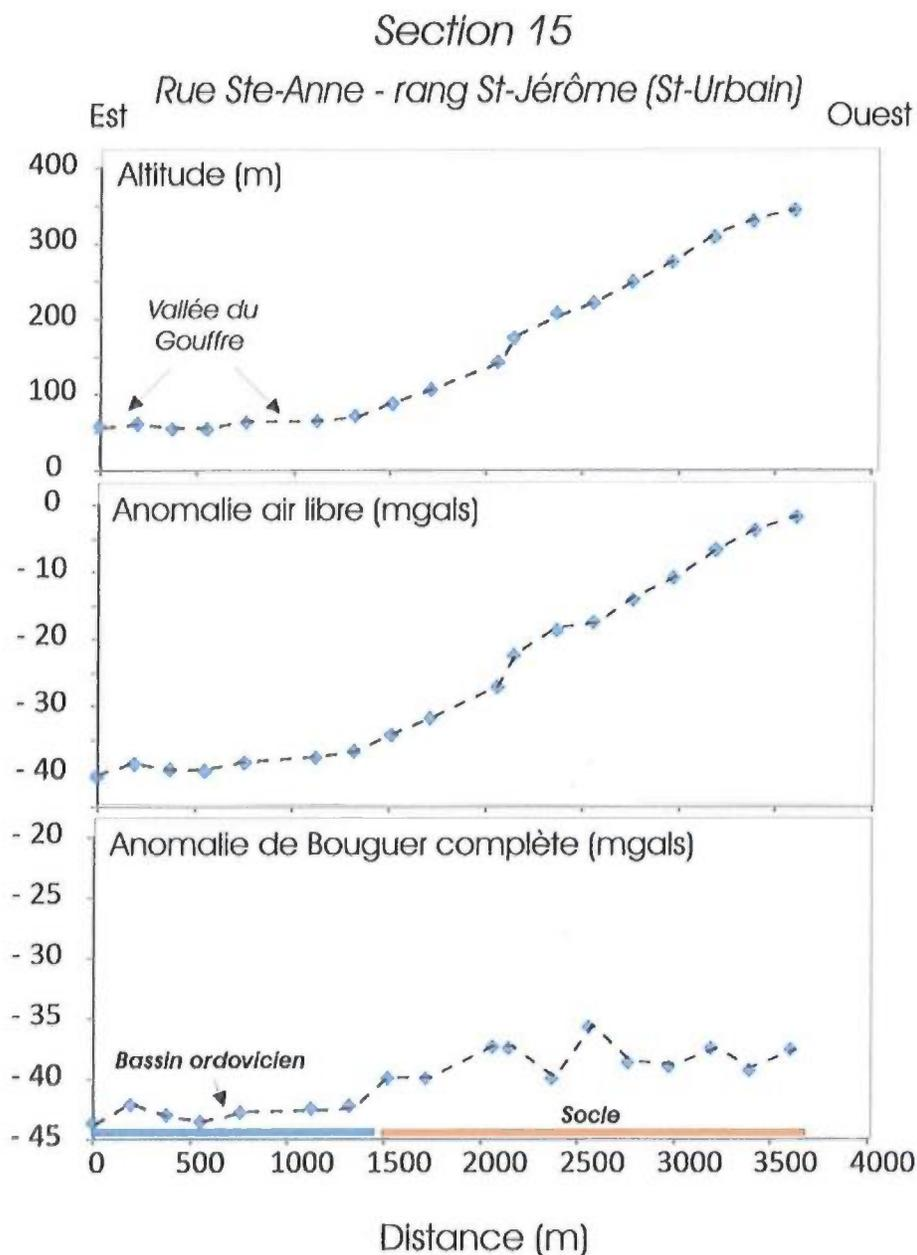 Section 15
Rue Ste-Anne - rang St-Jérôme (St-Urbain)
Est
Ouest
Altitude (m)
400
300
200
100
0
Vallée du
Gouffre
Anomalie air libre (mgals)
0
- 10
- 20
- 30
- 40
Anomalie de Bouguer complète (mgals)
- 20
- 25
- 30
- 35
- 40
- 45
Bassin ordovicien
Socle
0 500 1000 1500 2000 2500 3000 3500 4000
Distance (m)